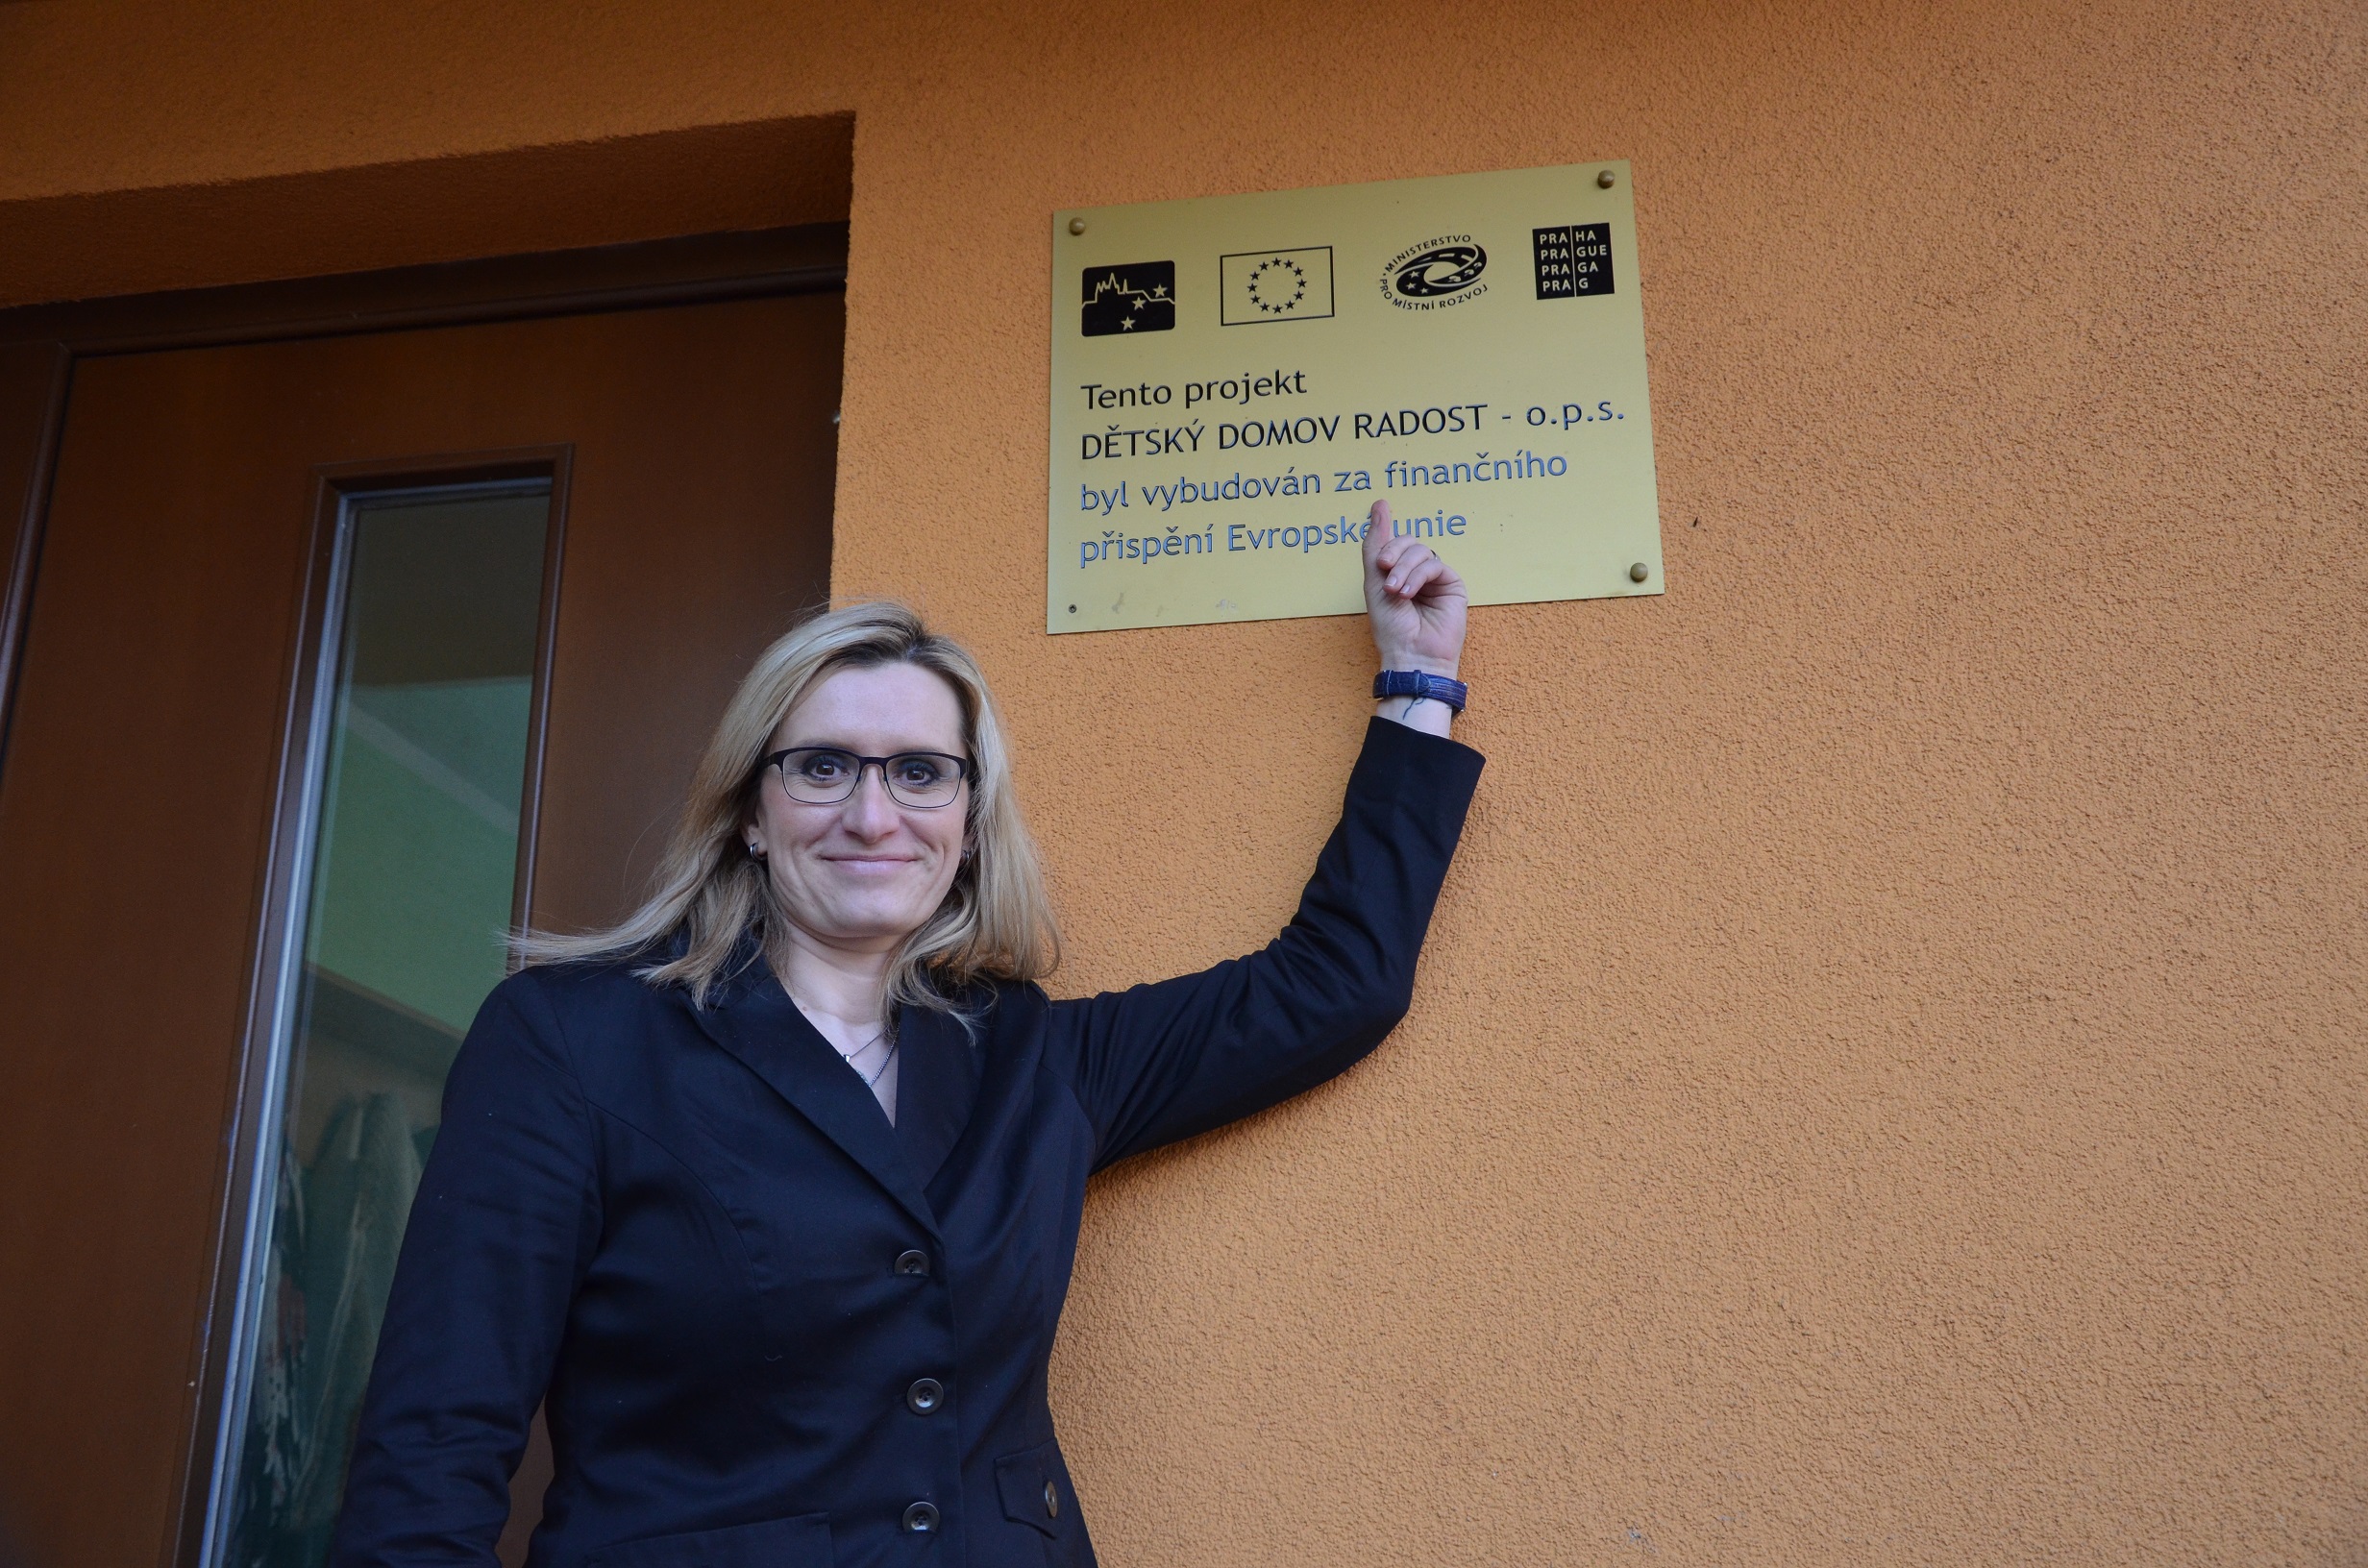 MINISTERSTVO
PRO MÍSTNÍ ROZVOJ
PRA HA
PRA GUE
PRA GA
PRA G
Tento projekt
DĚTSKÝ DOMOV RADOST - o.p.s.
byl vybudován za finančního
přispění Evropské unie